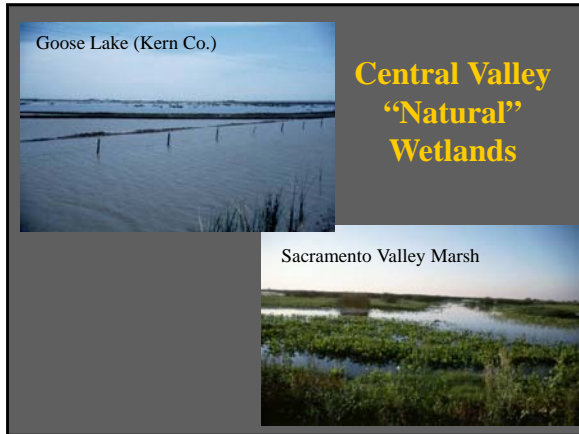 Goose Lake (Kern Co.)
Central Valley
“Natural”
Wetlands
Sacramento Valley Marsh